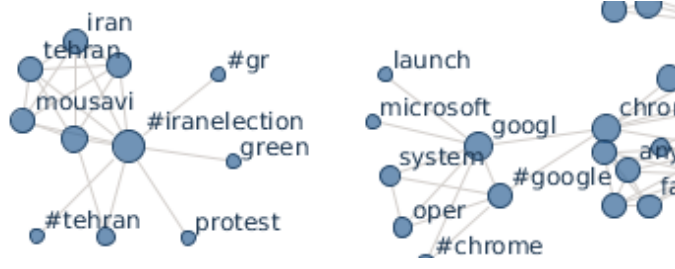 iran
tehran
#gr
mousavi
#iranelection
green
#tehran
protest
launch
microsoft
googl
system
#google
oper
#chrome
chro
any
fa